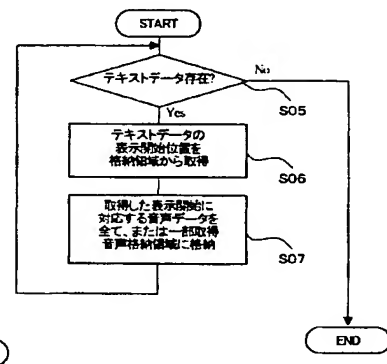 START
テキストデータ存在?
No
S05
Yes
テキストデータの
表示開始位置を
格納領域から取得
S06
取得した表示開始に
対応する音声データを
全て、または一部取得
音声格納領域に格納
S07
END